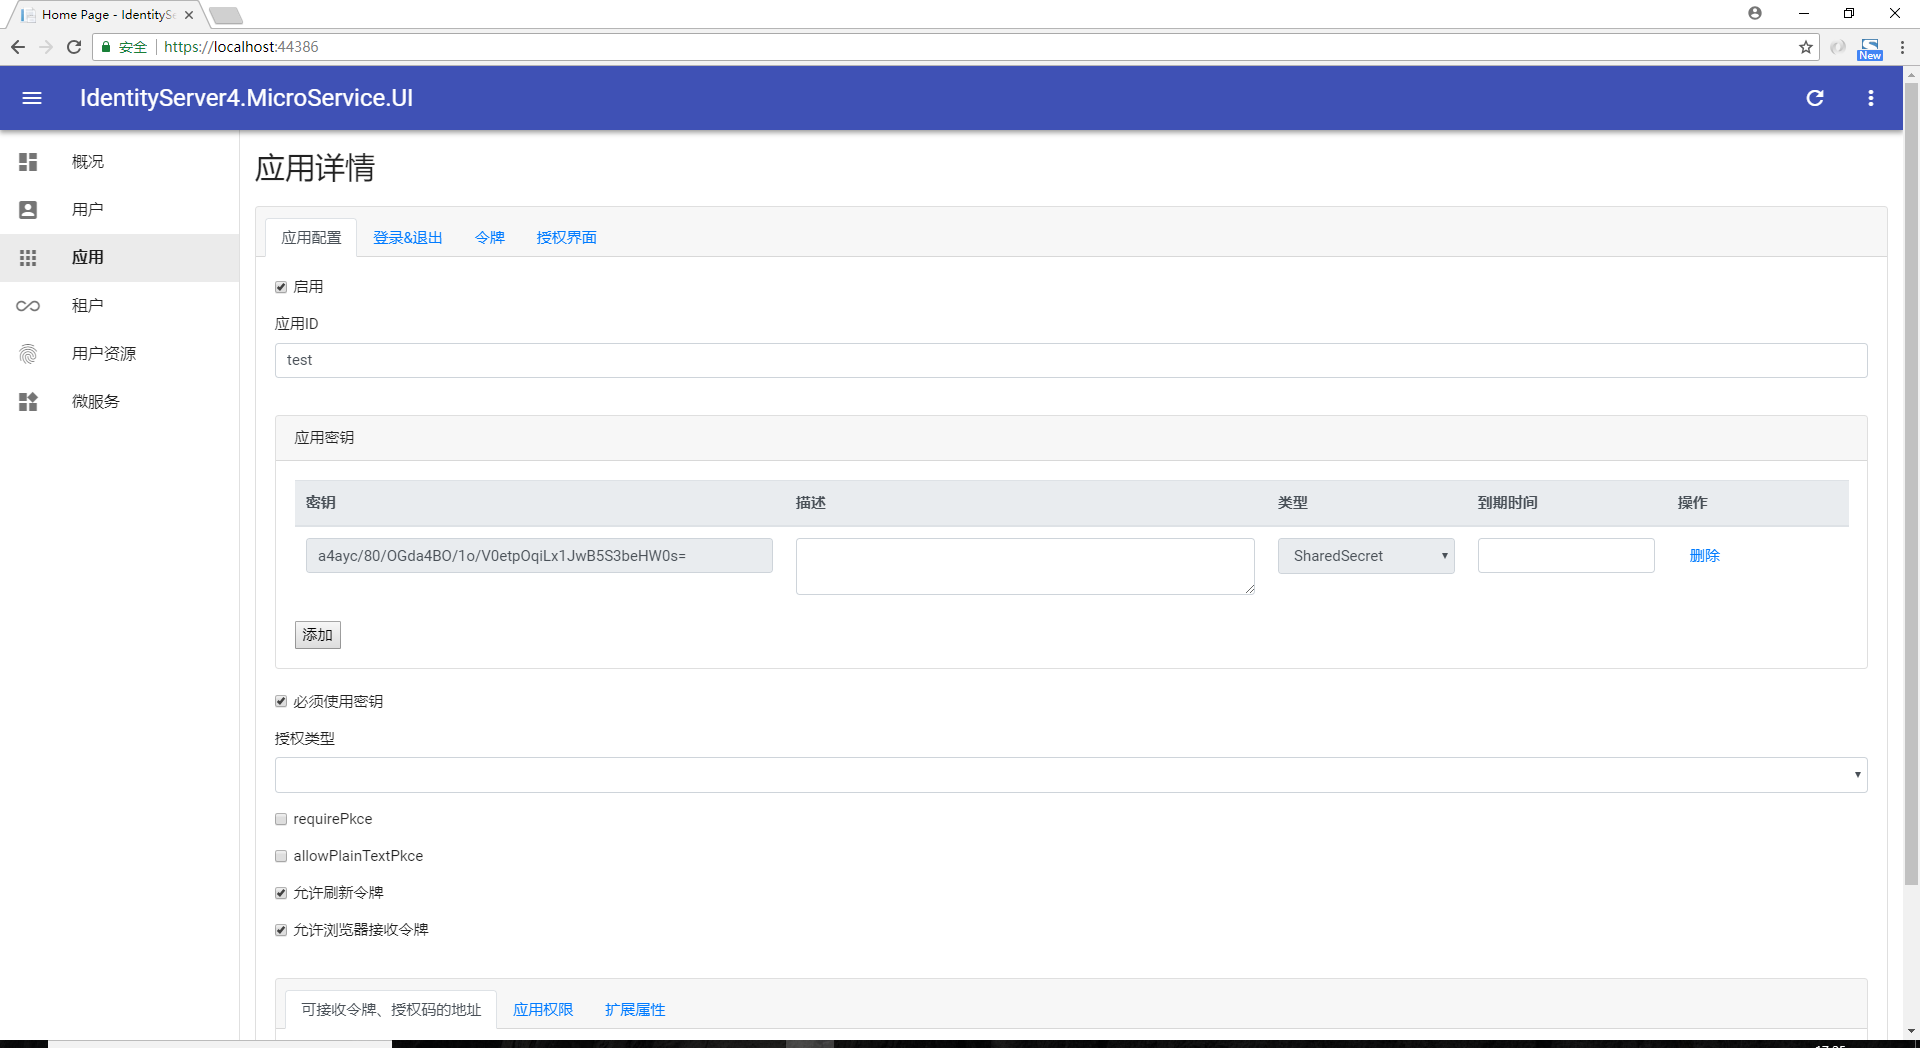 Home Page - IdentitySe
安全 https://localhost:44386
New
IdentityServer4.MicroService.UI
概况
用户
应用
租户
用户资源
微服务
应用详情
应用配置 登录&退出 令牌 授权界面
启用
应用ID
test
应用密钥
密钥 描述 类型 到期时间 操作
a4ayc/80/OGda4BO/1o/V0etpOqiLx1JwB5S3beHW0s= SharedSecret 删除
添加
必须使用密钥
授权类型
requirePkce
allowPlainTextPkce
允许刷新令牌
允许浏览器接收令牌
可接收令牌、授权码的地址 应用权限 扩展属性